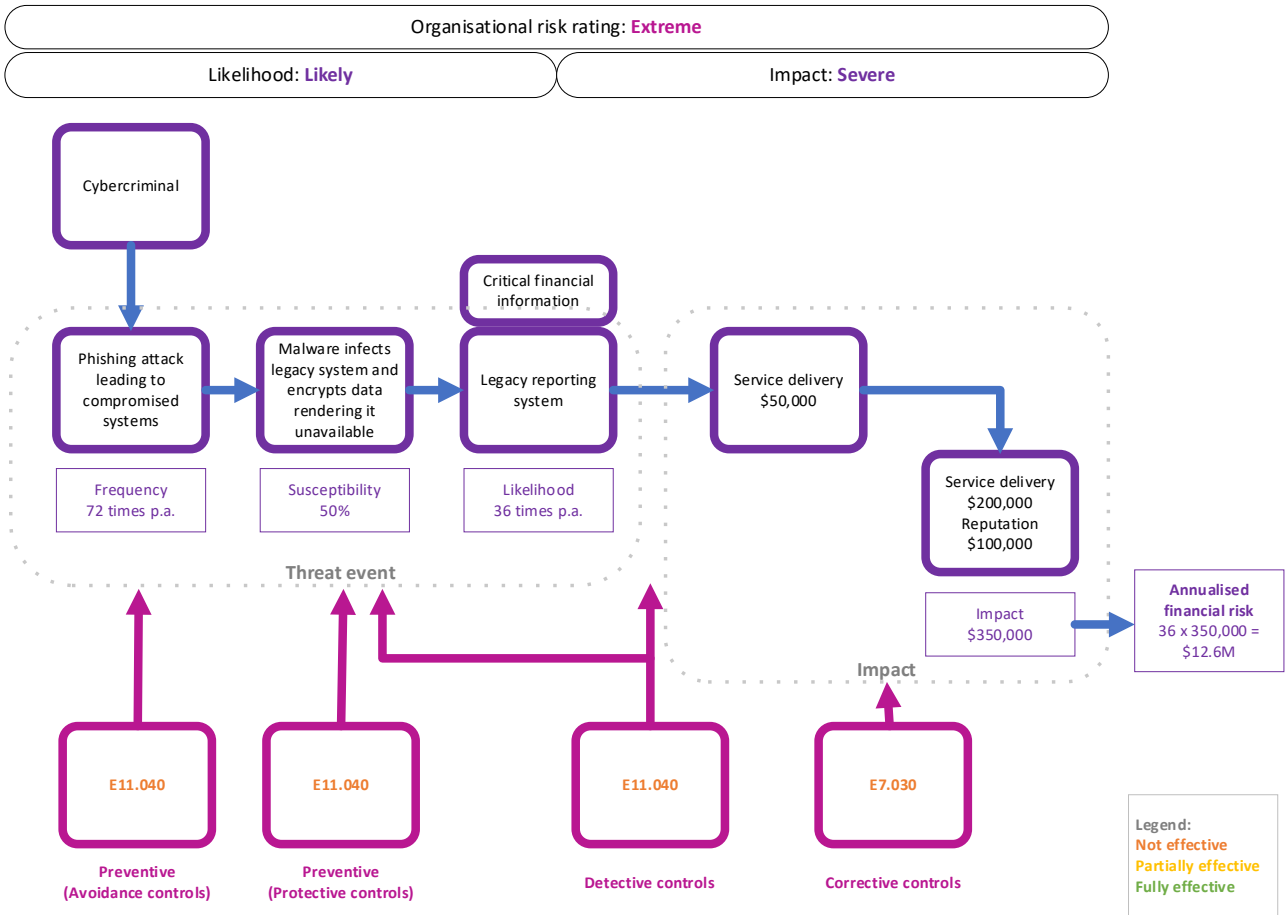 Organisational risk rating: Extreme
Likelihood: Likely
Impact: Severe
Cybercriminal
Critical financial
information
Phishing attack
leading to
compromised
systems
Malware infects
legacy system and
encrypts data
rendering it
unavailable
Legacy reporting
system
Service delivery
$50,000
Frequency
72 times p.a.
Susceptibility
50%
Likelihood
36 times p.a.
Service delivery
$200,000
Reputation
$100,000
Threat event
Impact
$350,000
Annualised
financial risk
36 x 350,000 =
$12.6M
Impact
E11.040
E11.040
E11.040
E7.030
Preventive
(Avoidance controls)
Preventive
(Protective controls)
Detective controls
Corrective controls
Legend:
Not effective
Partially effective
Fully effective